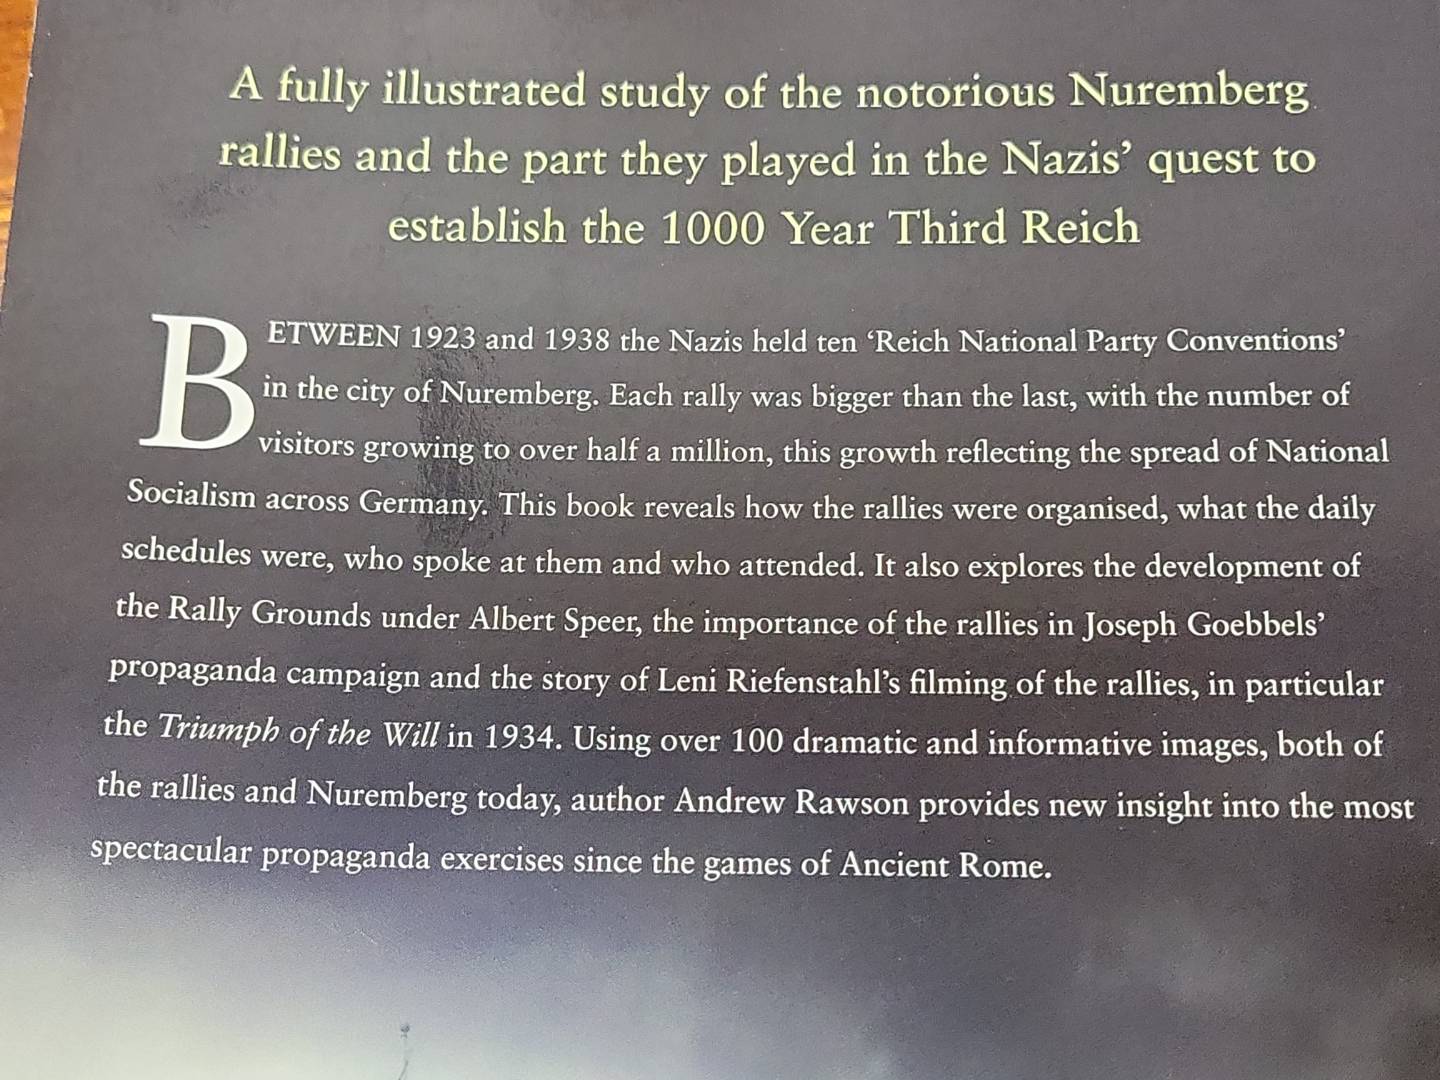 A fully illustrated study of the notorious Nuremberg
rallies and the part they played in the Nazis’ quest to
establish the 1000 Year Third Reich
BETWEEN 1923 and 1938 the Nazis held ten ‘Reich National Party Conventions’
in the city of Nuremberg. Each rally was bigger than the last, with the number of
visitors growing to over half a million, this growth reflecting the spread of National
Socialism across Germany. This book reveals how the rallies were organised, what the daily
schedules were, who spoke at them and who attended. It also explores the development of
the Rally Grounds under Albert Speer, the importance of the rallies in Joseph Goebbels’
propaganda campaign and the story of Leni Riefenstahl’s filming of the rallies, in particular
the Triumph of the Will in 1934. Using over 100 dramatic and informative images, both of
the rallies and Nuremberg today, author Andrew Rawson provides new insight into the most
spectacular propaganda exercises since the games of Ancient Rome.